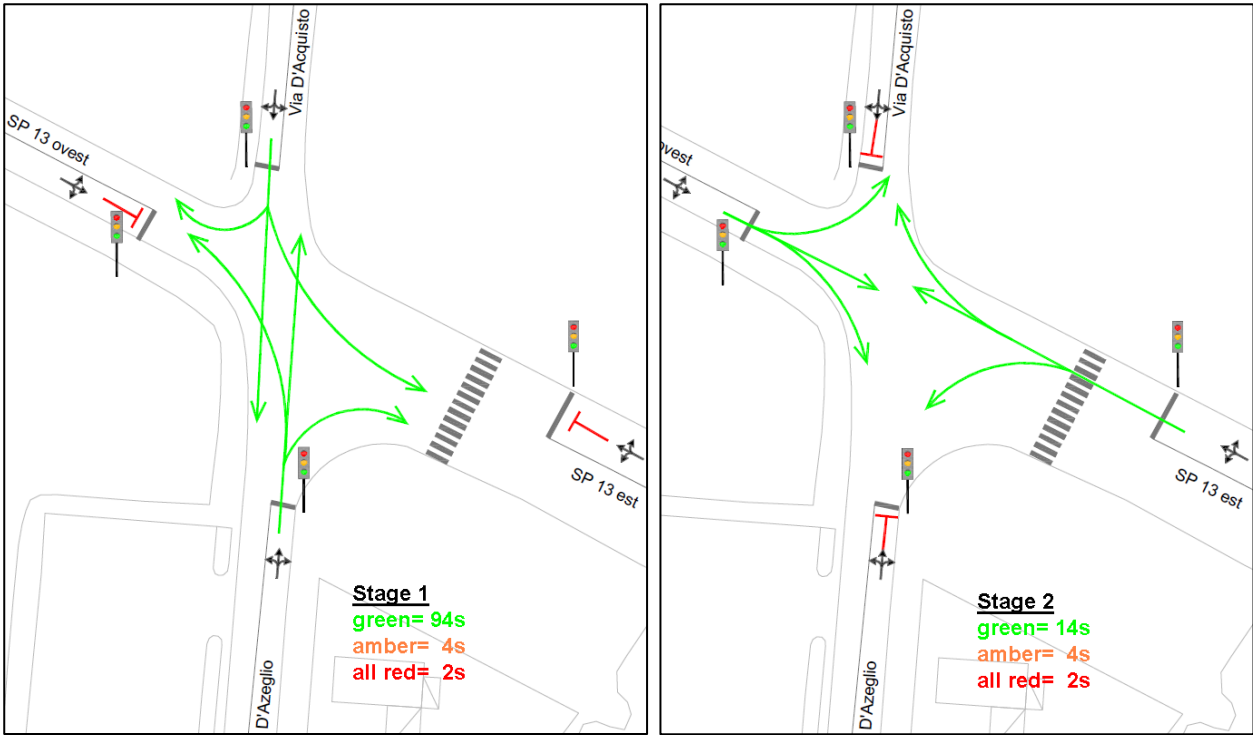 Via D'Acquisto
SP 13 ovest
SP 13 est
D'Azeglio
Stage 1
green= 94s
amber= 4s
all red= 2s
Via D'Acquisto
ovest
SP 13 est
D'Azeglio
Stage 2
green= 14s
amber= 4s
all red= 2s